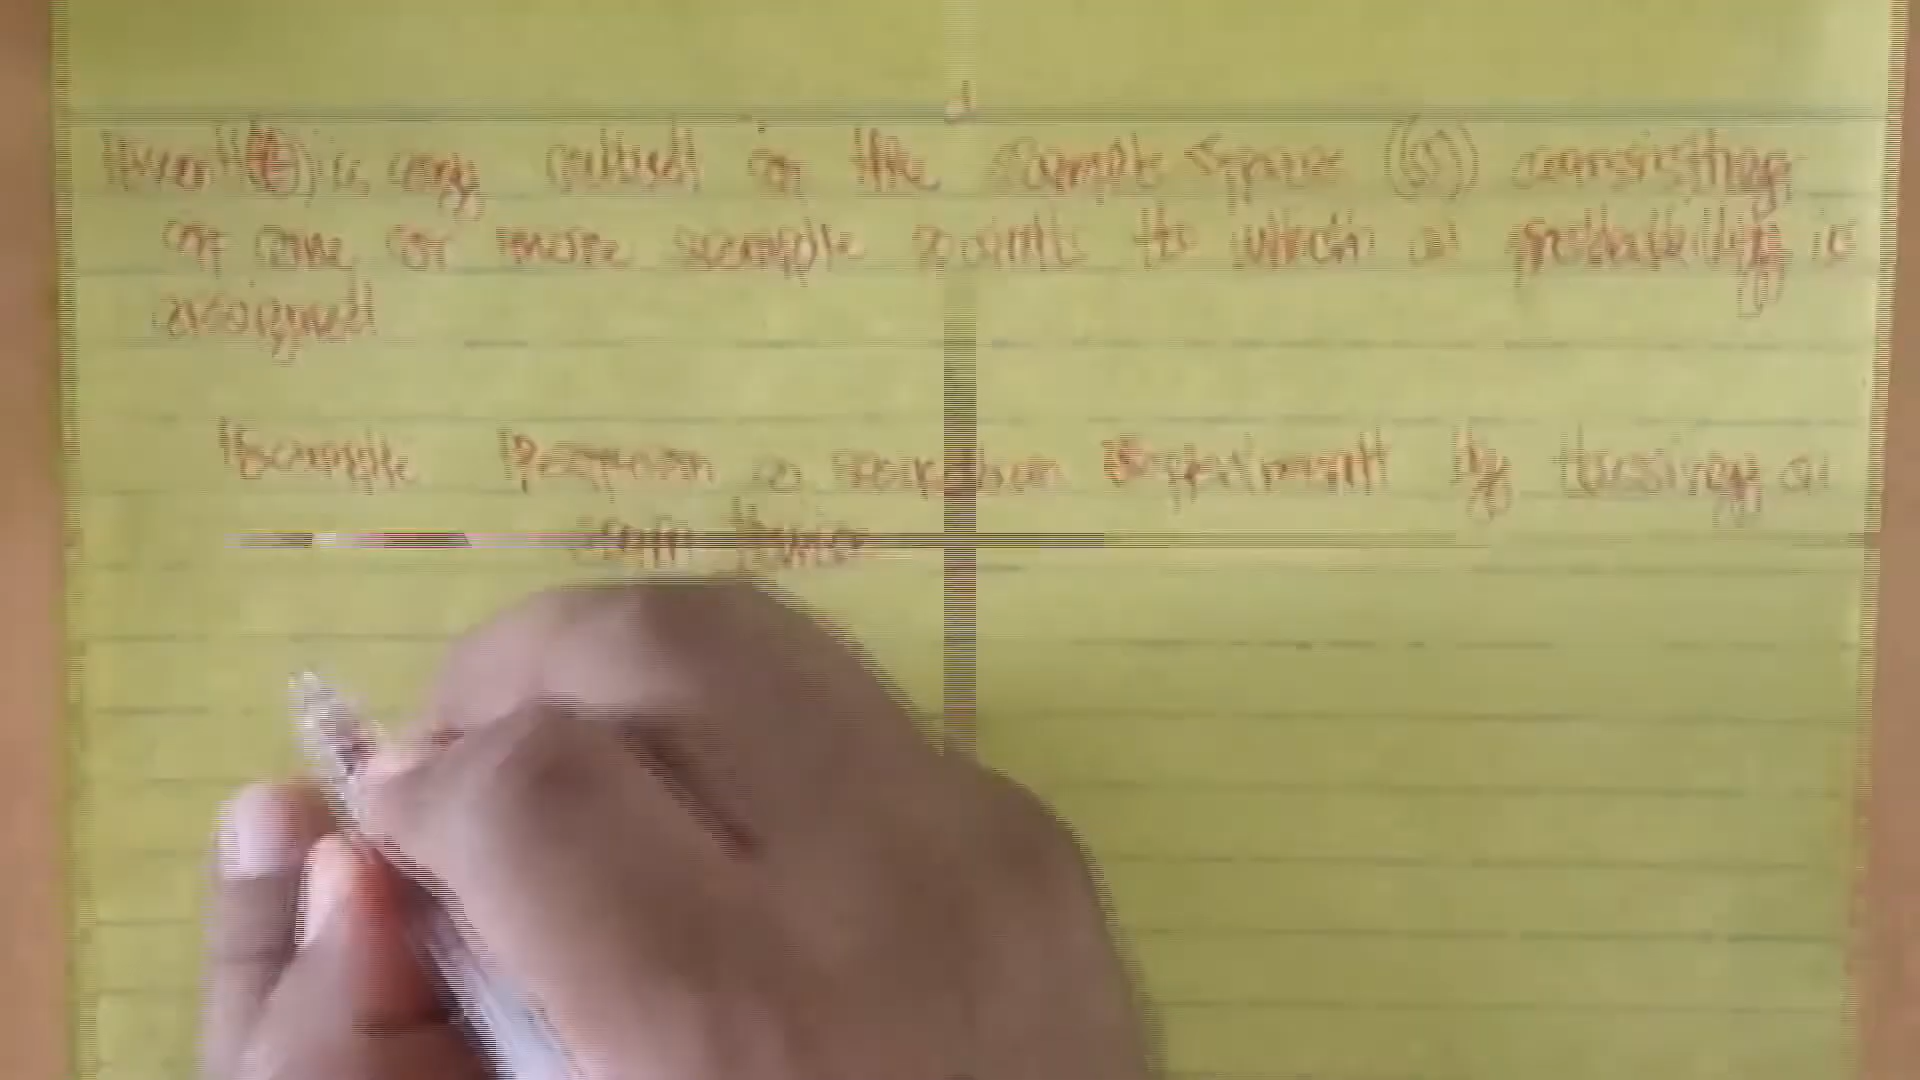 Event (E) is any subset of the sample space (S) consisting
of one or more sample points to which a probability is
assigned
Example Perform a random experiment by tossing a
coin twice